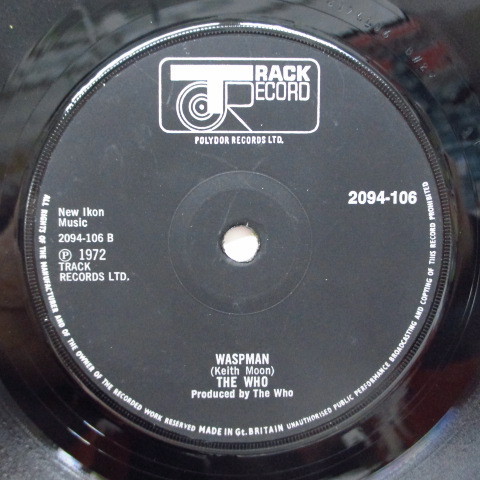 TRACK
RECORD
POLYDOR RECORDS LTD.
2094-106
New Ikon
Music
2094-106 B
Ⓟ 1972
TRACK
RECORDS LTD.
WASPMAN
(Keith Moon)
THE WHO
Produced by The Who
ALL RIGHTS OF THE MANUFACTURER AND OF THE OWNER OF THE RECORDED WORK RESERVED MADE IN Gt. BRITAIN UNAUTHORISED PUBLIC PERFORMANCE BROADCASTING AND COPYING OF THIS RECORD PROHIBITED